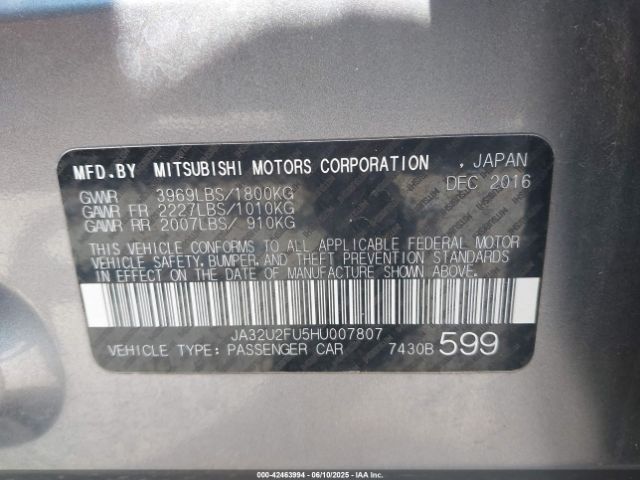 MFD.BY MITSUBISHI MOTORS CORPORATION , JAPAN
DEC 2016
GVWR 3969LBS/1800KG
GAWR FR 2227LBS/1010KG
GAWR RR 2007LBS/ 910KG
THIS VEHICLE CONFORMS TO ALL APPLICABLE FEDERAL MOTOR
VEHICLE SAFETY,BUMPER,AND THEFT PREVENTION STANDARDS
IN EFFECT ON THE DATE OF MANUFACTURE SHOWN ABOVE.
JA32U2FU5HU007807
VEHICLE TYPE: PASSENGER CAR 7430B 599
000-42463994 - 06/10/2025 - IAAI.COM